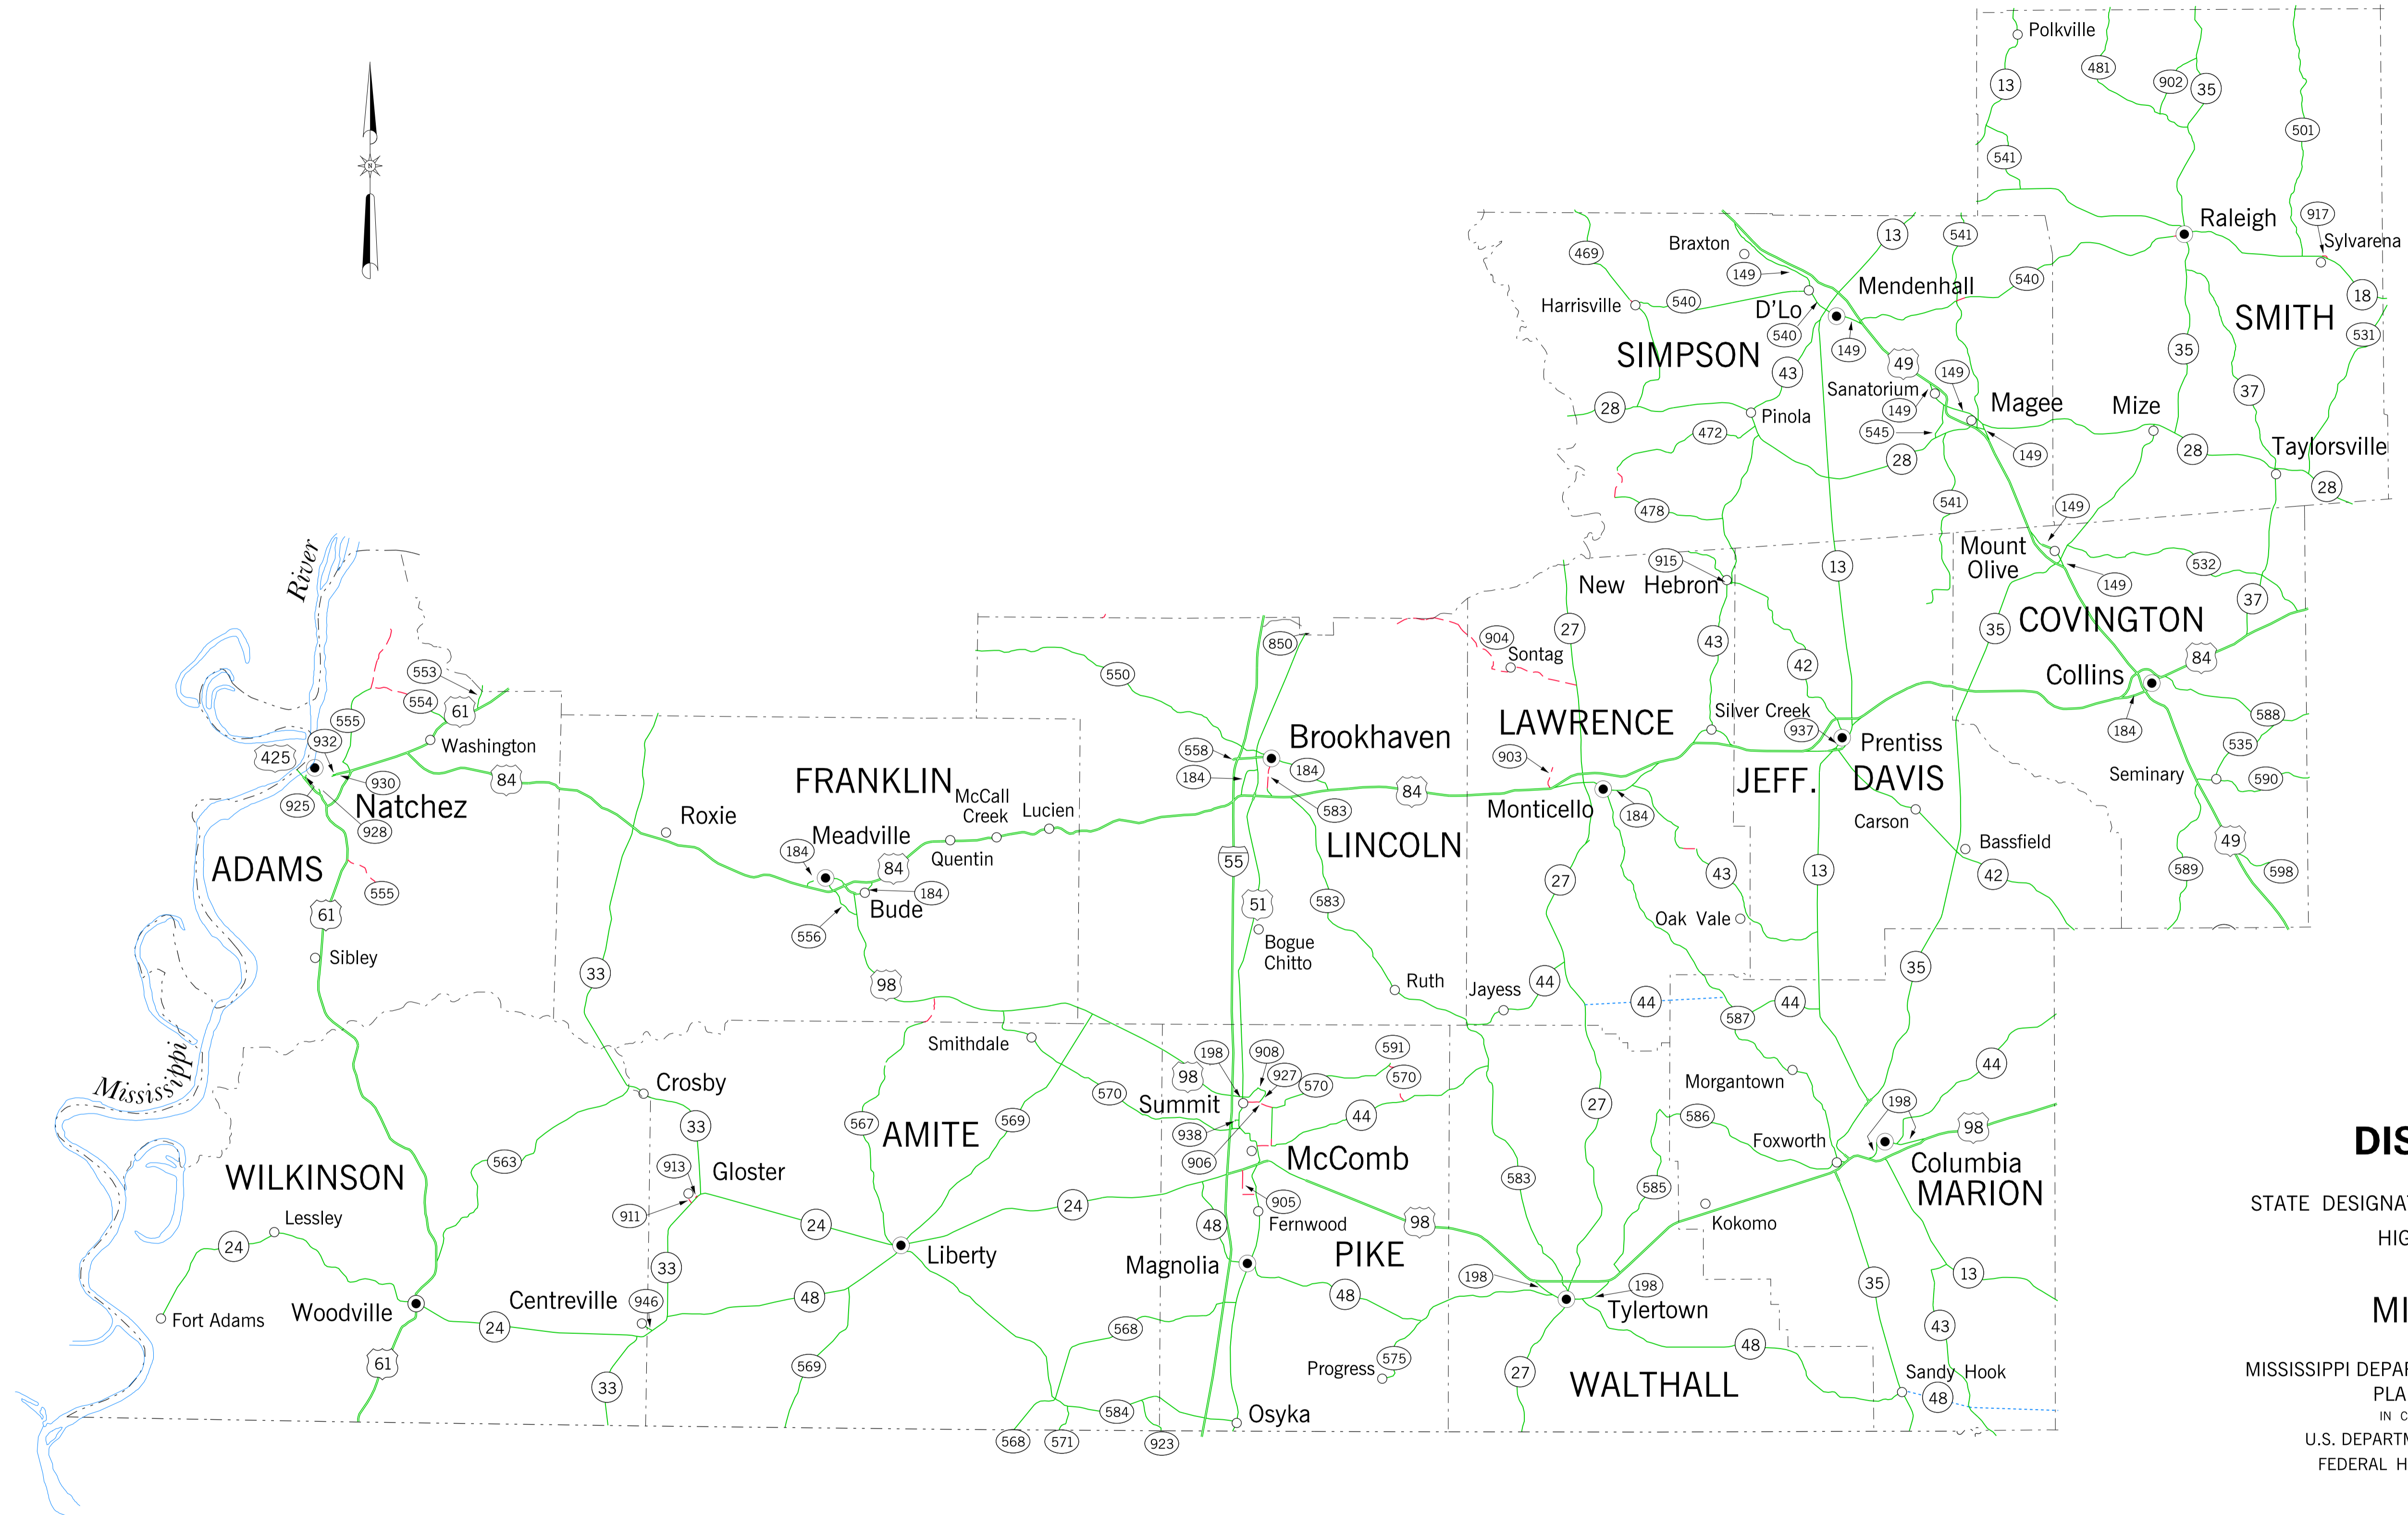 Polkville
13
481
902
35
501
541
N
Raleigh
917
Sylvarena
469
Braxton
149
13
541
Mendenhall
540
18
Harrisville
540
D'Lo
540
149
SMITH
531
SIMPSON
43
49
35
Sanatorium
149
149
37
28
Pinola
Magee
Mize
472
545
28
149
28
Taylorsville
28
478
541
149
River
915
New Hebron
13
Mount
Olive
149
532
37
27
43
35
COVINGTON
850
904
Sontag
42
84
553
550
Collins
554
61
555
932
Washington
LAWRENCE
Silver Creek
937
588
184
425
558
Brookhaven
184
184
903
Prentiss
535
930
84
FRANKLIN
JEFF. DAVIS
Seminary
590
925
Natchez
928
McCall
Creek
Lucien
583
84
Monticello
184
Roxie
Meadville
184
Quentin
LINCOLN
Carson
Bassfield
49
ADAMS
84
55
555
184
Bude
27
43
13
42
589
598
61
556
51
583
Oak Vale
Sibley
Bogue
Chitto
33
98
Ruth
Jayess
44
35
44
587
44
Smithdale
198
908
591
Mississippi
98
927
570
570
44
Crosby
570
Summit
Morgantown
27
44
198
33
567
AMITE
569
938
586
98
563
906
McComb
Foxworth
WILKINSON
913
Gloster
Columbia
MARION
583
585
911
905
24
24
Lessley
24
48
Fernwood
98
Kokomo
Liberty
PIKE
Magnolia
33
198
198
13
35
Fort Adams
Woodville
Centreville
946
48
48
Tylertown
24
568
43
61
569
Progress
575
48
33
27
WALTHALL
Sandy Hook
48
584
Osyka
568
571
923
DIS
STATE DESIGNA
HIG
MI
MISSISSIPPI DEPAR
PLA
IN C
U.S. DEPARTM
FEDERAL H